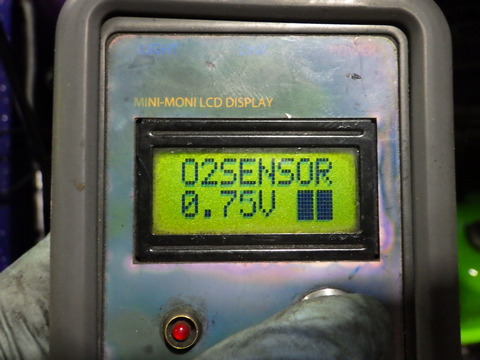 MINI-MONI LCD DISPLAY
O2SENSOR
0.75V